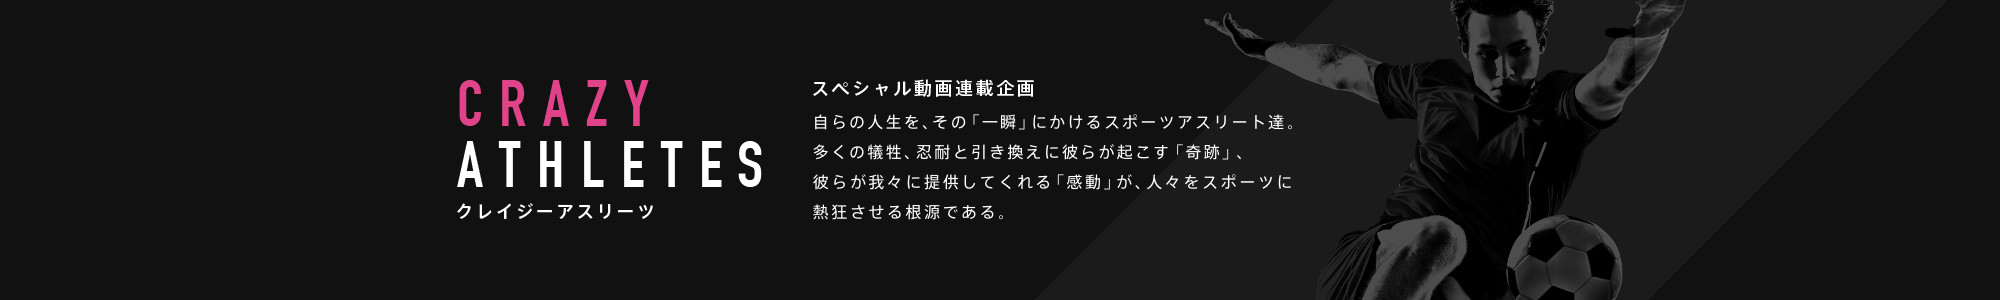 CRAZY
ATHLETES
クレイジーアスリーツ
スペシャル動画連載企画
自らの人生を、その「一瞬」にかけるスポーツアスリート達。
多くの犠牲、忍耐と引き換えに彼らが起こす「奇跡」、
彼らが我々に提供してくれる「感動」が、人々をスポーツに
熱狂させる根源である。